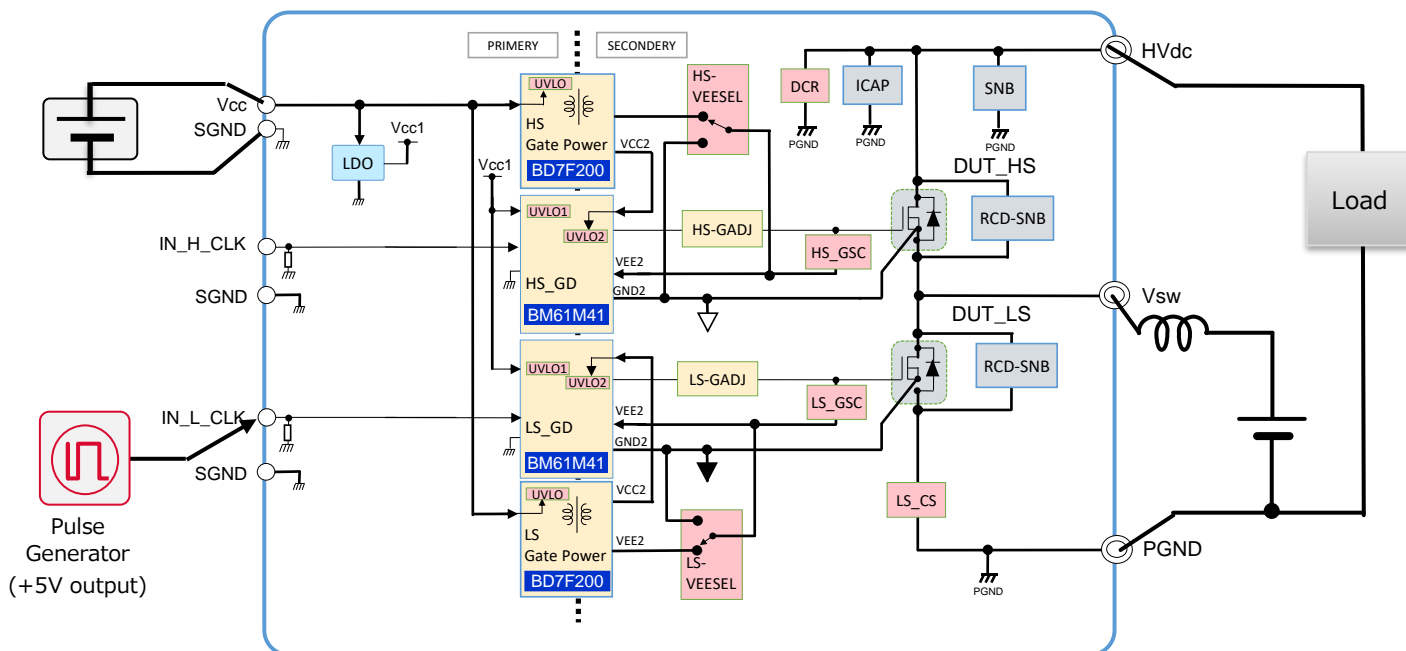 PRIMERY
SECONDERY
HVdc
Vcc
SGND
LDO
Vcc1
UVLO
HS
Gate Power
BD7F200
VCC2
HS-
VEESEL
DCR
PGND
ICAP
PGND
SNB
PGND
Load
DUT_HS
RCD-SNB
Vcc1
UVLO1
UVLO2
HS-GADJ
HS_GSC
IN_H_CLK
SGND
VEE2
HS_GD
GND2
BM61M41
Vsw
DUT_LS
RCD-SNB
UVLO1
UVLO2
LS-GADJ
LS_GSC
IN_L_CLK
SGND
VEE2
LS_GD
GND2
BM61M41
UVLO
VCC2
LS
Gate Power
VEE2
BD7F200
LS-
VEESEL
LS_CS
PGND
PGND
Pulse
Generator
(+5V output)